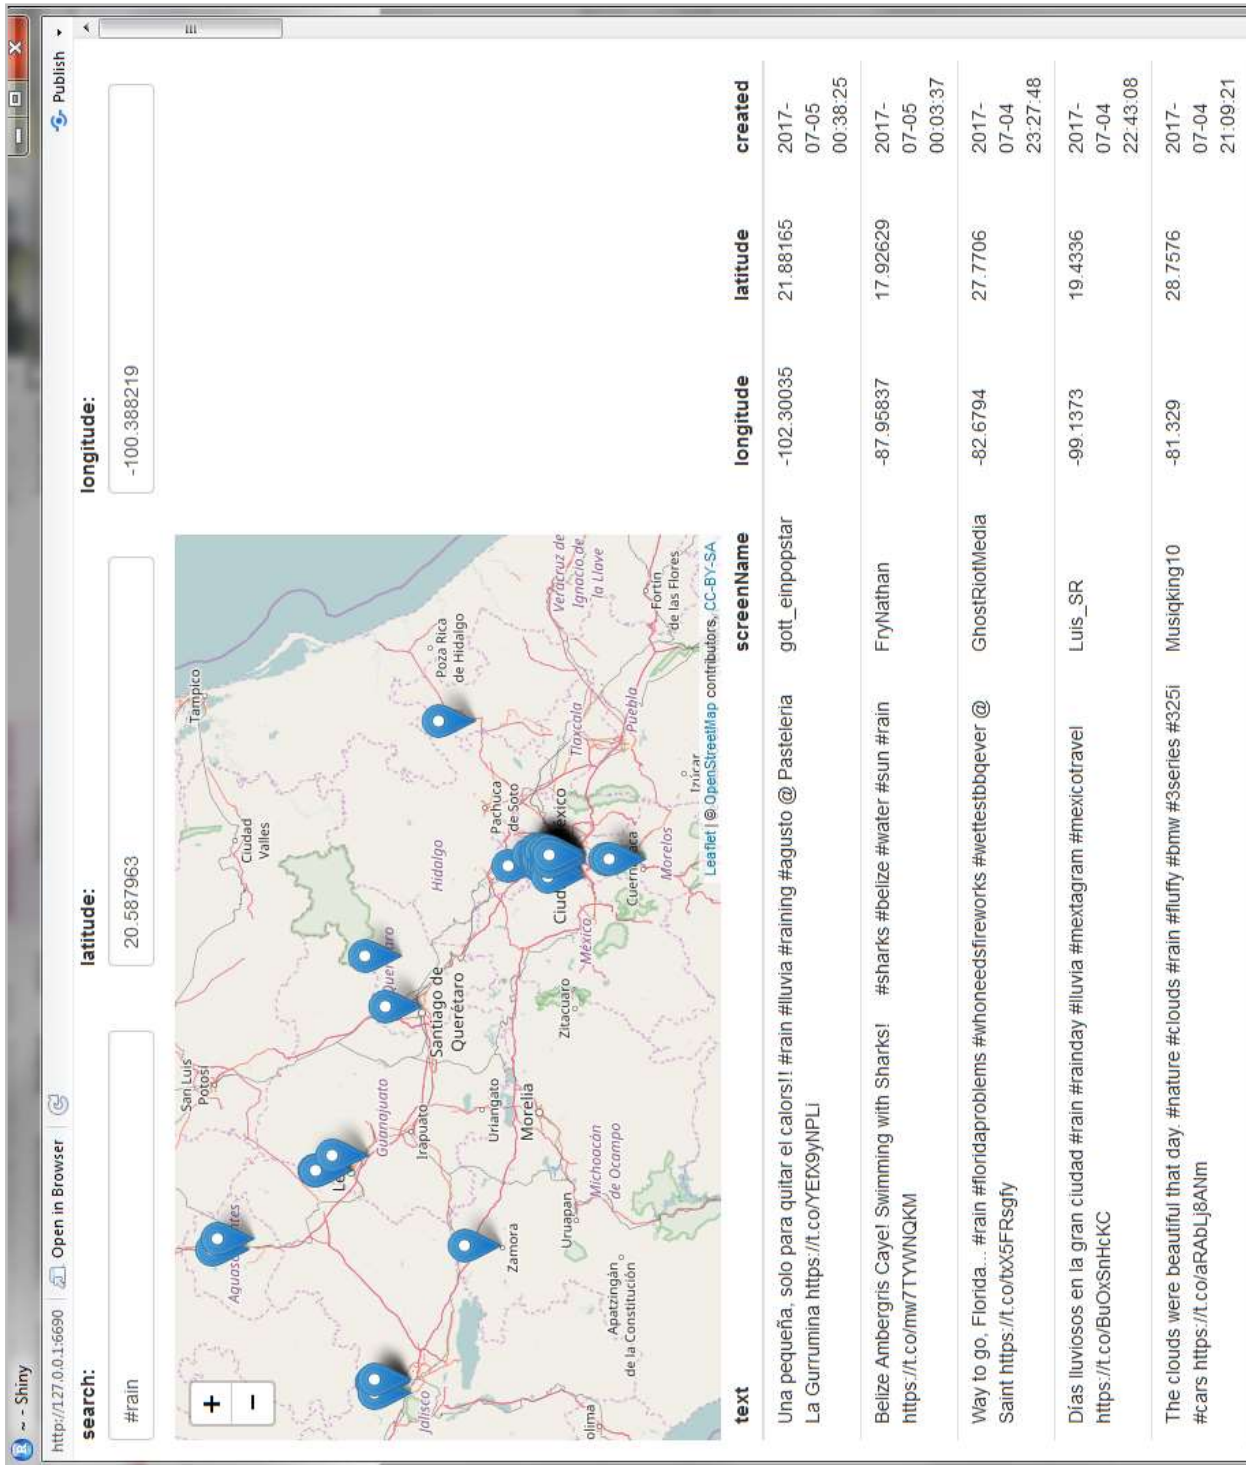 ~ - Shiny
http://127.0.0.1:6690 Open in Browser Publish
search: latitude: longitude:
#rain 20.587963 -100.388219
+
−
San Luis
Potosí
Ciudad
Valles
Tampico
Guanajuato
Hidalgo
Poza Rica
de Hidalgo
Irapuato
Santiago de
Querétaro
Pachuca
de Soto
Jalisco
Zamora
Uriangato
Morelia
Zitacuaro
México
Tlaxcala
Puebla
Veracruz de
Ignacio de
la Llave
Uruapan
Michoacán
de Ocampo
Morelos
Fortín
de las Flores
Apatzingán
de la Constitución
Izúcar
olima
Leaflet | © OpenStreetMap contributors, CC-BY-SA
text screenName longitude latitude created
Una pequeña, solo para quitar el calors!! #rain #lluvia #raining #agusto @ Pasteleria gott_einpopstar -102.30035 21.88165 2017-
La Gurrumina https://t.co/YEfX9yNPLi 07-05
00:38:25
Belize Ambergris Caye! Swimming with Sharks! #sharks #belize #water #sun #rain FryNathan -87.95837 17.92629 2017-
https://t.co/mw7TYWNQKM 07-05
00:03:37
Way to go, Florida... #rain #floridaproblems #whoneedsfireworks #wettestbbqever @ GhostRiotMedia -82.6794 27.7706 2017-
Saint https://t.co/txX5FRsgfy 07-04
23:27:48
Días lluviosos en la gran ciudad #rain #rainday #lluvia #mextagram #mexicotravel Luis_SR -99.1373 19.4336 2017-
https://t.co/BuOxSnHcKC 07-04
22:43:08
The clouds were beautiful that day. #nature #clouds #rain #fluffy #bmw #3series #325i Musiqking10 -81.329 28.7576 2017-
#cars https://t.co/aRAbLj8ANm 07-04
21:09:21